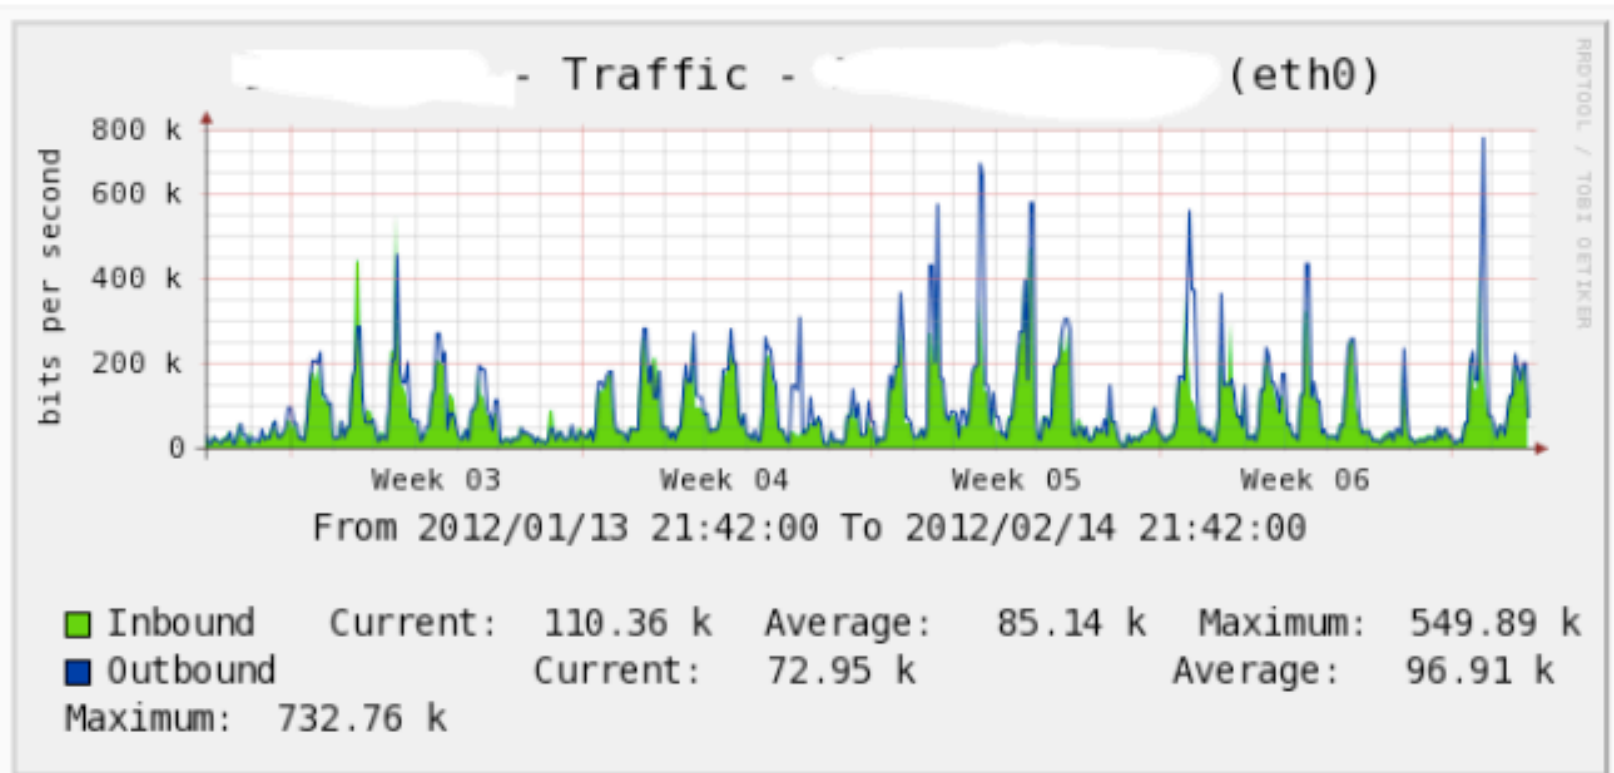 - Traffic - (eth0)
RRDTOOL / TOBI OETIKER
bits per second
800 k
600 k
400 k
200 k
0
Week 03 Week 04 Week 05 Week 06
From 2012/01/13 21:42:00 To 2012/02/14 21:42:00
Inbound Current: 110.36 k Average: 85.14 k Maximum: 549.89 k
Outbound Current: 72.95 k Average: 96.91 k
Maximum: 732.76 k